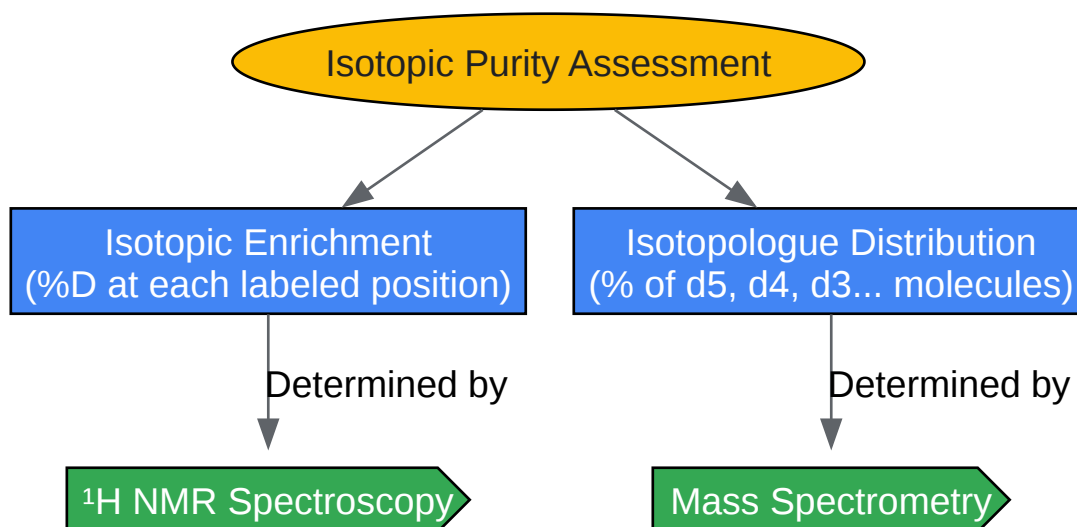 Isotopic Purity Assessment
Isotopic Enrichment
(%D at each labeled position)
Isotopologue Distribution
(% of d5, d4, d3... molecules)
Determined by
Determined by
¹H NMR Spectroscopy
Mass Spectrometry